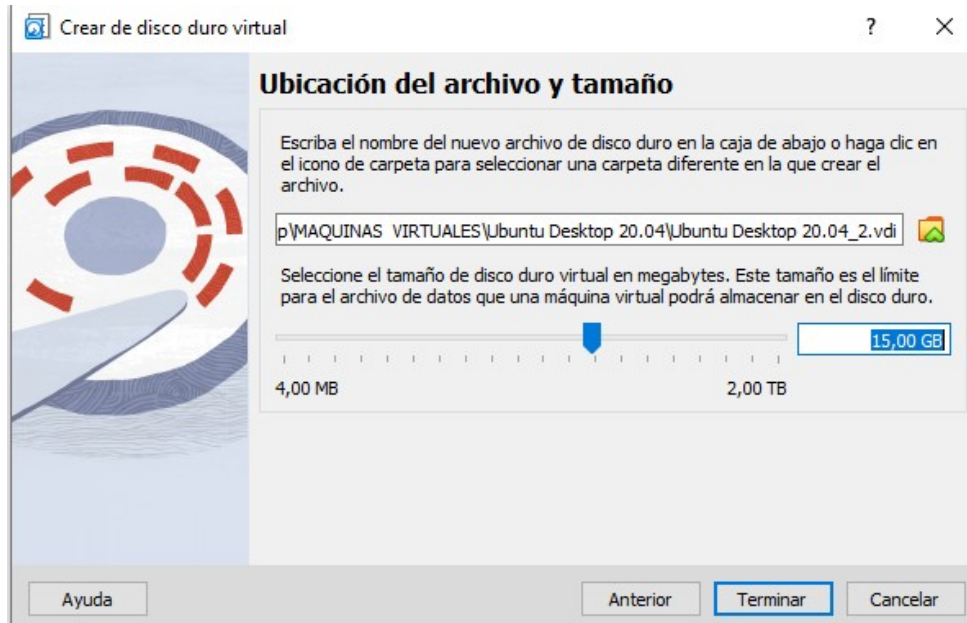 Crear de disco duro virtual
?
Ubicación del archivo y tamaño
Escriba el nombre del nuevo archivo de disco duro en la caja de abajo o haga clic en
el icono de carpeta para seleccionar una carpeta diferente en la que crear el
archivo.
p\MAQUINAS VIRTUALES\Ubuntu Desktop 20.04\Ubuntu Desktop 20.04_2.vdi
Seleccione el tamaño de disco duro virtual en megabytes. Este tamaño es el límite
para el archivo de datos que una máquina virtual podrá almacenar en el disco duro.
15,00 GB
4,00 MB 2,00 TB
Ayuda Anterior Terminar Cancelar